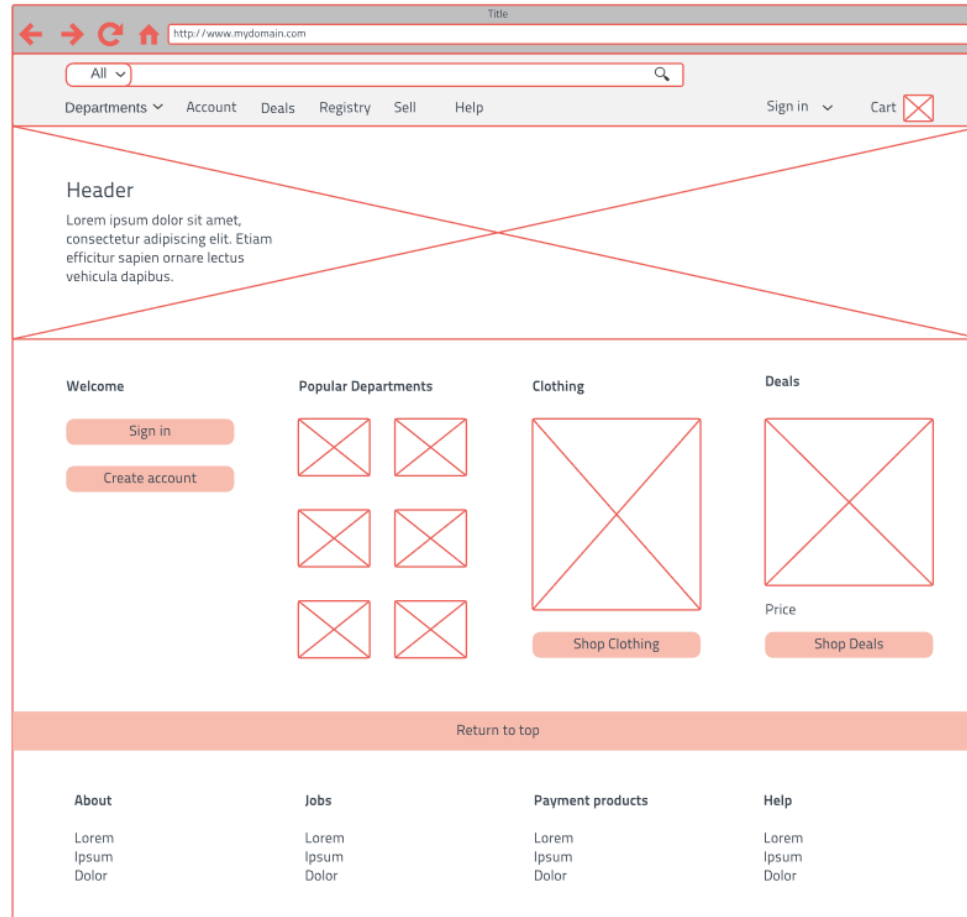 Title
http://www.mydomain.com
All
Departments Account Deals Registry Sell Help Sign in Cart
Header
Lorem ipsum dolor sit amet,
consectetur adipiscing elit. Etiam
efficitur sapien ornare lectus
vehicula dapibus.
Welcome
Sign in
Create account
Popular Departments
Clothing
Shop Clothing
Deals
Price
Shop Deals
Return to top
About
Lorem
Ipsum
Dolor
Jobs
Lorem
Ipsum
Dolor
Payment products
Lorem
Ipsum
Dolor
Help
Lorem
Ipsum
Dolor